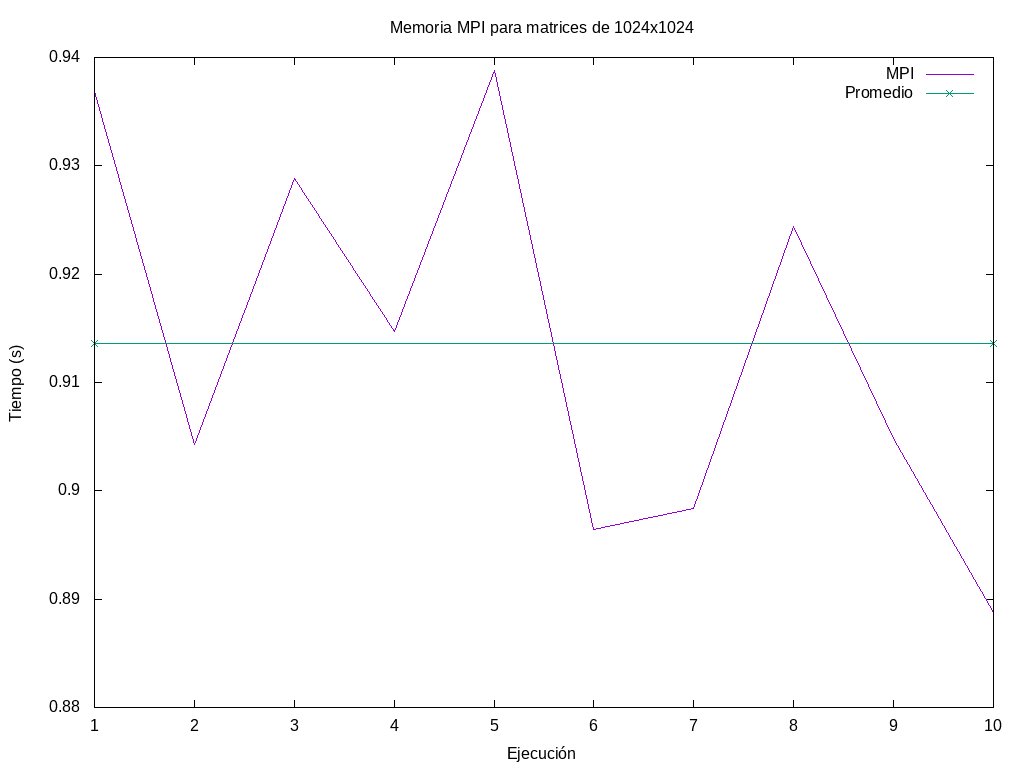 Memoria MPI para matrices de 1024x1024
MPI
Promedio
0.94
0.93
0.92
0.91
0.9
0.89
0.88
Tiempo (s)
1 2 3 4 5 6 7 8 9 10
Ejecución